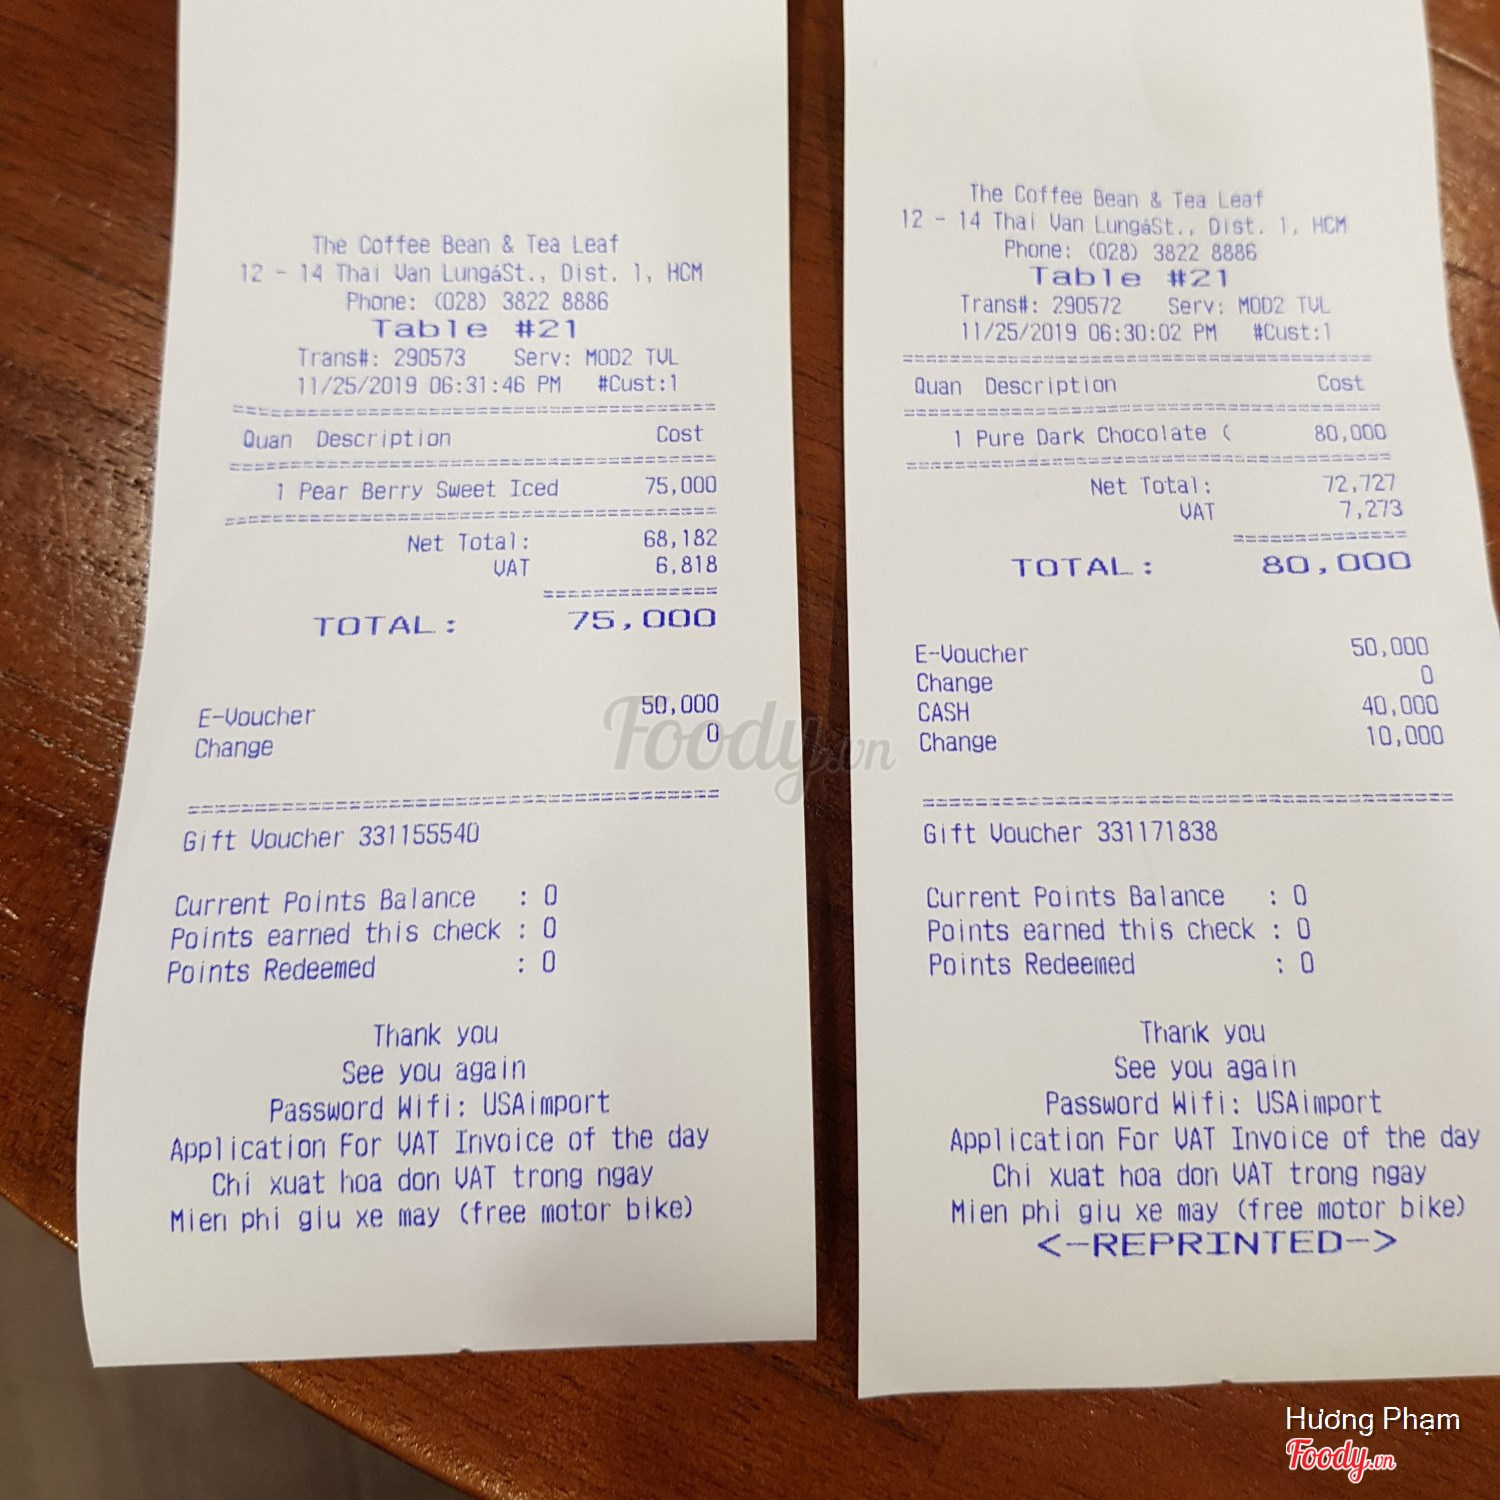 The Coffee Bean & Tea Leaf
12 - 14 Thai Van LungáSt., Dist. 1, HCM
Phone: (028) 3822 8886
Table #21
Trans#: 290573 Serv: MOD2 TVL
11/25/2019 06:31:46 PM #Cust:1
Quan Description Cost
1 Pear Berry Sweet Iced 75,000
Net Total: 68,182
VAT 6,818
TOTAL: 75,000
E-Voucher 50,000
Change 0
Gift Voucher 331155540
Current Points Balance : 0
Points earned this check : 0
Points Redeemed : 0
Thank you
See you again
Password Wifi: USAimport
Application For VAT Invoice of the day
Chi xuat hoa don VAT trong ngay
Mien phi giu xe may (free motor bike)
The Coffee Bean & Tea Leaf
12 - 14 Thai Van LungáSt., Dist. 1, HCM
Phone: (028) 3822 8886
Table #21
Trans#: 290572 Serv: MOD2 TVL
11/25/2019 06:30:02 PM #Cust:1
Quan Description Cost
1 Pure Dark Chocolate ( 80,000
Net Total: 72,727
VAT 7,273
TOTAL: 80,000
E-Voucher 50,000
Change 0
CASH 40,000
Change 10,000
Gift Voucher 331171838
Current Points Balance : 0
Points earned this check : 0
Points Redeemed : 0
Thank you
See you again
Password Wifi: USAimport
Application For VAT Invoice of the day
Chi xuat hoa don VAT trong ngay
Mien phi giu xe may (free motor bike)
<-REPRINTED->
Foody.vn
Hương Phạm
Foody.vn